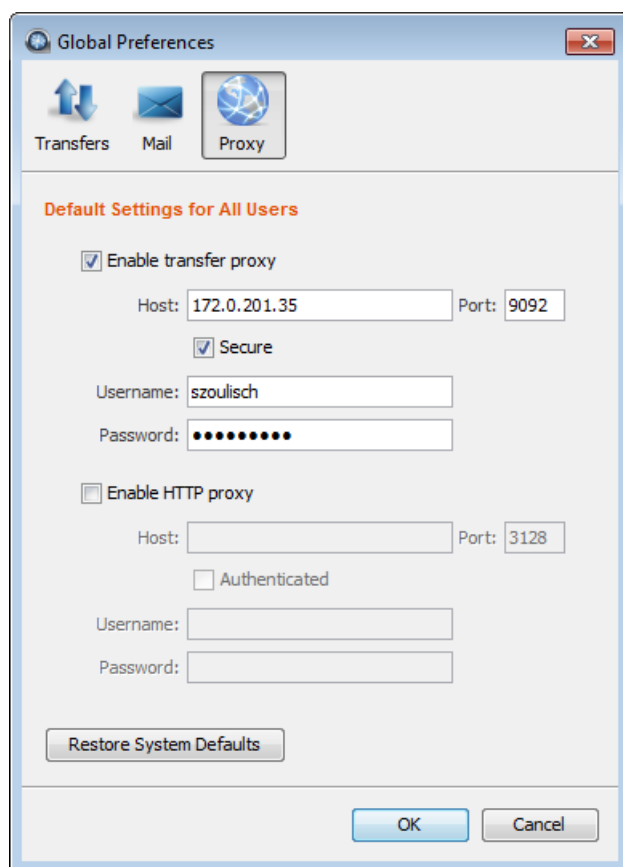 Global Preferences
Transfers Mail Proxy
Default Settings for All Users
Enable transfer proxy
Host: 172.0.201.35 Port: 9092
Secure
Username: szoulisch
Password: •••••••••
Enable HTTP proxy
Host: Port: 3128
Authenticated
Username:
Password:
Restore System Defaults
OK Cancel